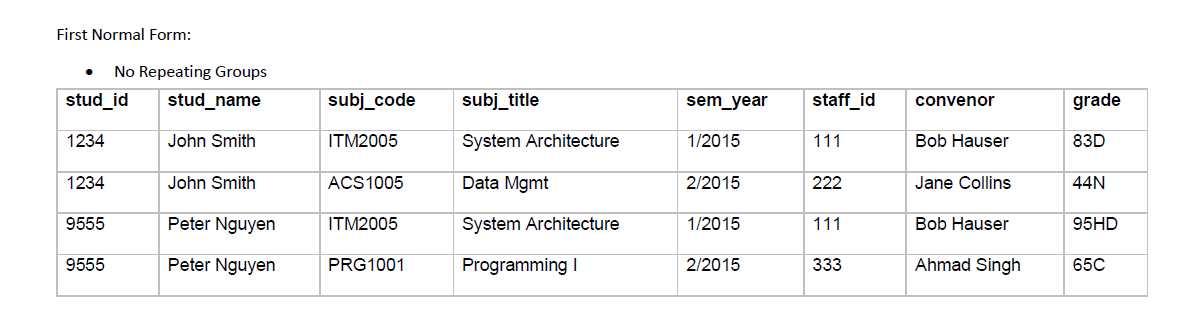 First Normal Form:
• No Repeating Groups
stud_id stud_name subj_code subj_title sem_year staff_id convenor grade
1234 John Smith ITM2005 System Architecture 1/2015 111 Bob Hauser 83D
1234 John Smith ACS1005 Data Mgmt 2/2015 222 Jane Collins 44N
9555 Peter Nguyen ITM2005 System Architecture 1/2015 111 Bob Hauser 95HD
9555 Peter Nguyen PRG1001 Programming I 2/2015 333 Ahmad Singh 65C